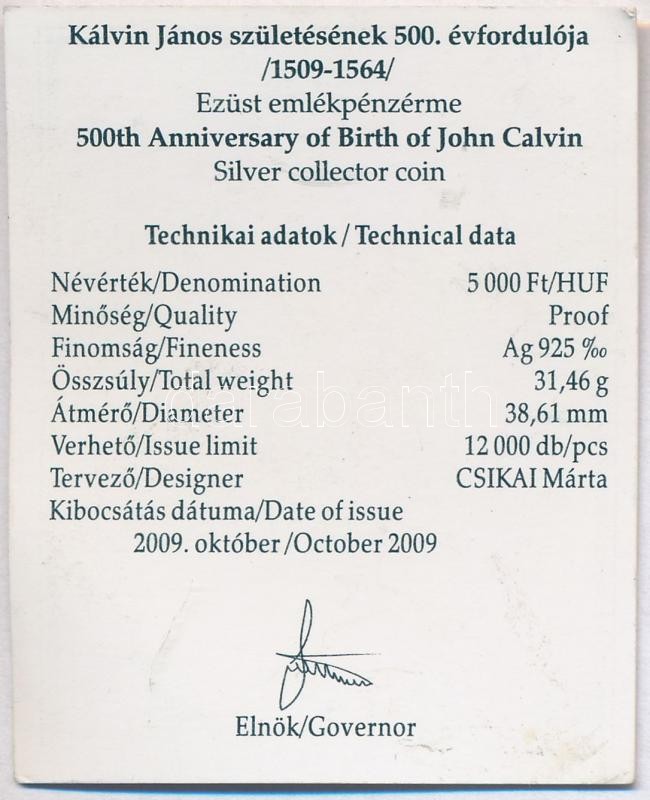 Kálvin János születésének 500. évfordulója
/1509-1564/
Ezüst emlékpénzérme
500th Anniversary of Birth of John Calvin
Silver collector coin
Technikai adatok / Technical data
Névérték/Denomination 5 000 Ft/HUF
Minőség/Quality Proof
Finomság/Fineness Ag 925 ‰
Összsúly/Total weight 31,46 g
darabanth
Átmérő/Diameter 38,61 mm
Verhető/Issue limit 12 000 db/pcs
Tervező/Designer CSIKAI Márta
Kibocsátás dátuma/Date of issue
2009. október /October 2009
Elnök/Governor